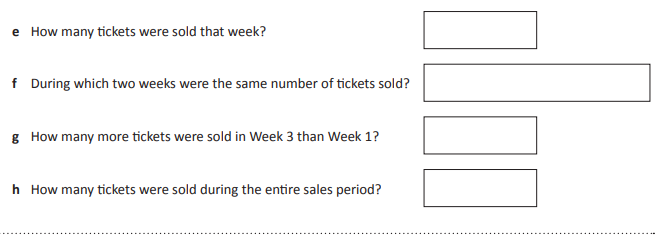 e How many tickets were sold that week?
f During which two weeks were the same number of tickets sold?
g How many more tickets were sold in Week 3 than Week 1?
h How many tickets were sold during the entire sales period?